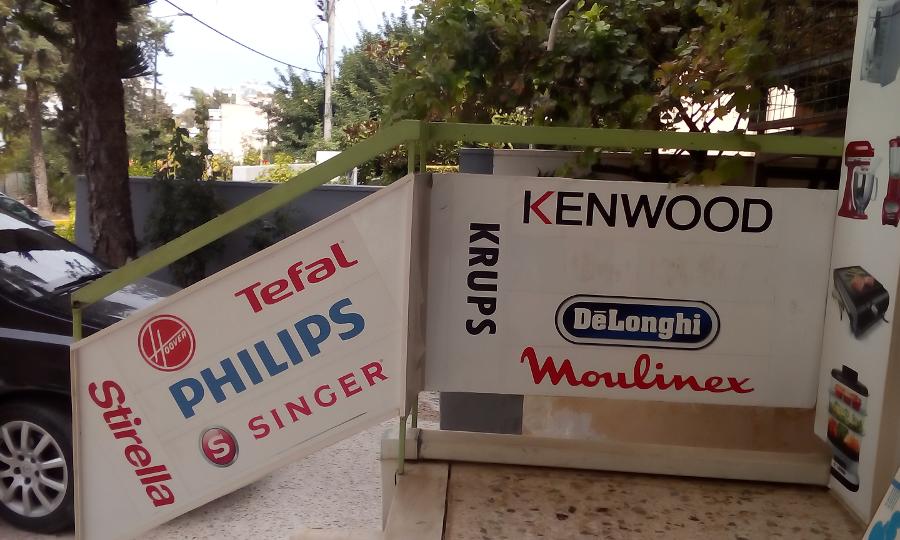 Tefal
HOOVER
PHILIPS
SINGER
S
Stirella
KENWOOD
KRUPS
DeLonghi
Moulinex